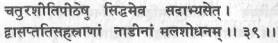 चतुरशीतिपीठेषु सिद्धमेव सदाभ्यसेत् ।
द्वासप्ततिसहस्राणां नाडीनां मलशोधनम् ।। ३९ ।।